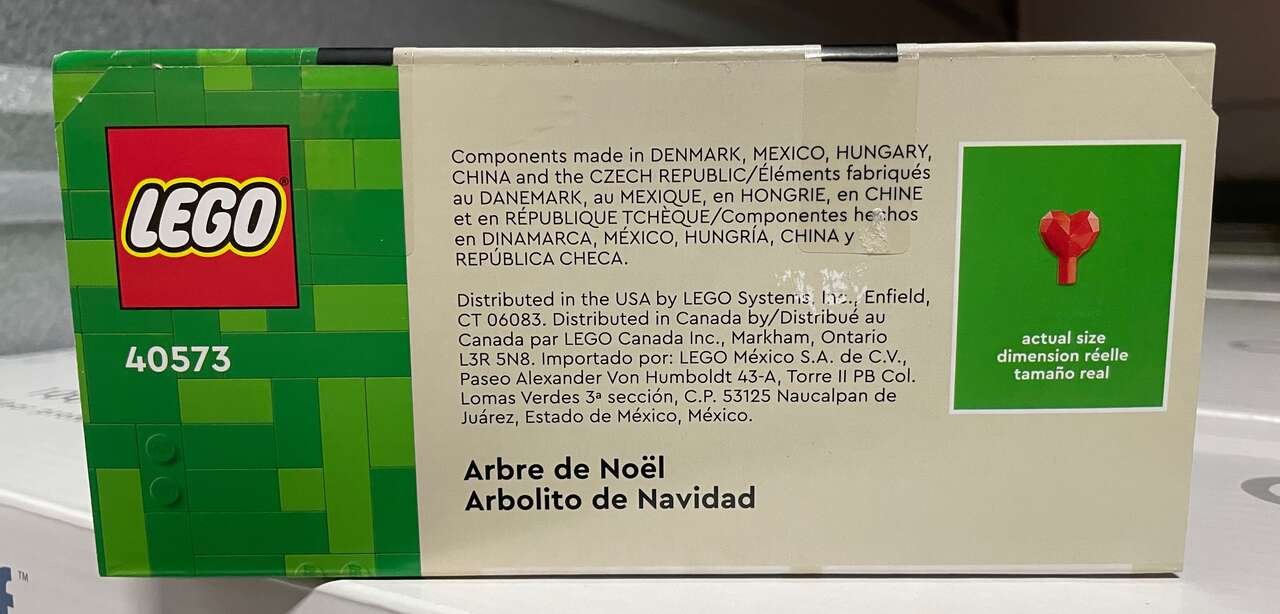 LEGO®
40573
Components made in DENMARK, MEXICO, HUNGARY,
CHINA and the CZECH REPUBLIC/Éléments fabriqués
au DANEMARK, au MEXIQUE, en HONGRIE, en CHINE
et en RÉPUBLIQUE TCHÈQUE/Componentes hechos
en DINAMARCA, MÉXICO, HUNGRÍA, CHINA y
REPÚBLICA CHECA.
Distributed in the USA by LEGO Systems, Inc., Enfield,
CT 06083. Distributed in Canada by/Distribué au
Canada par LEGO Canada Inc., Markham, Ontario
L3R 5N8. Importado por: LEGO México S.A. de C.V.,
Paseo Alexander Von Humboldt 43-A, Torre II PB Col.
Lomas Verdes 3ª sección, C.P. 53125 Naucalpan de
Juárez, Estado de México, México.
Arbre de Noël
Arbolito de Navidad
actual size
dimension réelle
tamaño real
f™